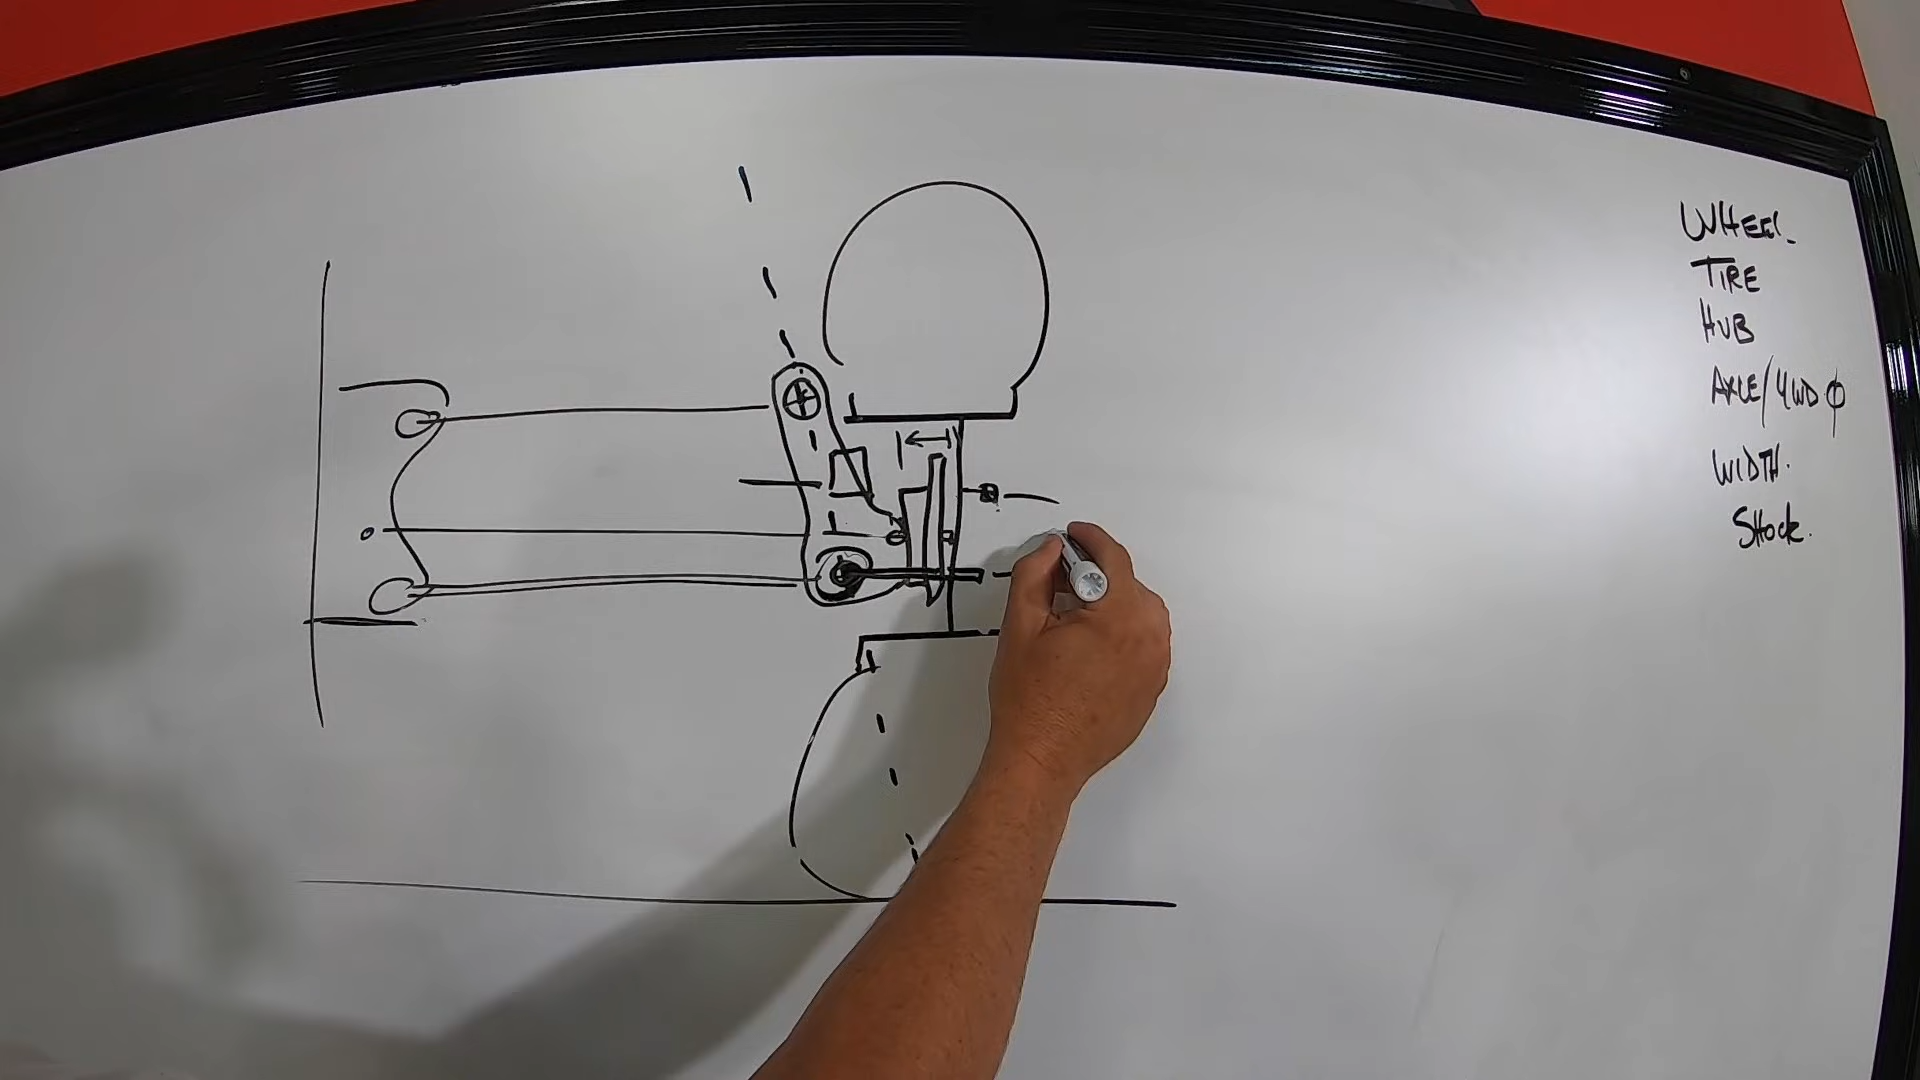 WHEEL
TIRE
HUB
AXLE/4WD ϕ
WIDTH.
SHOCK.